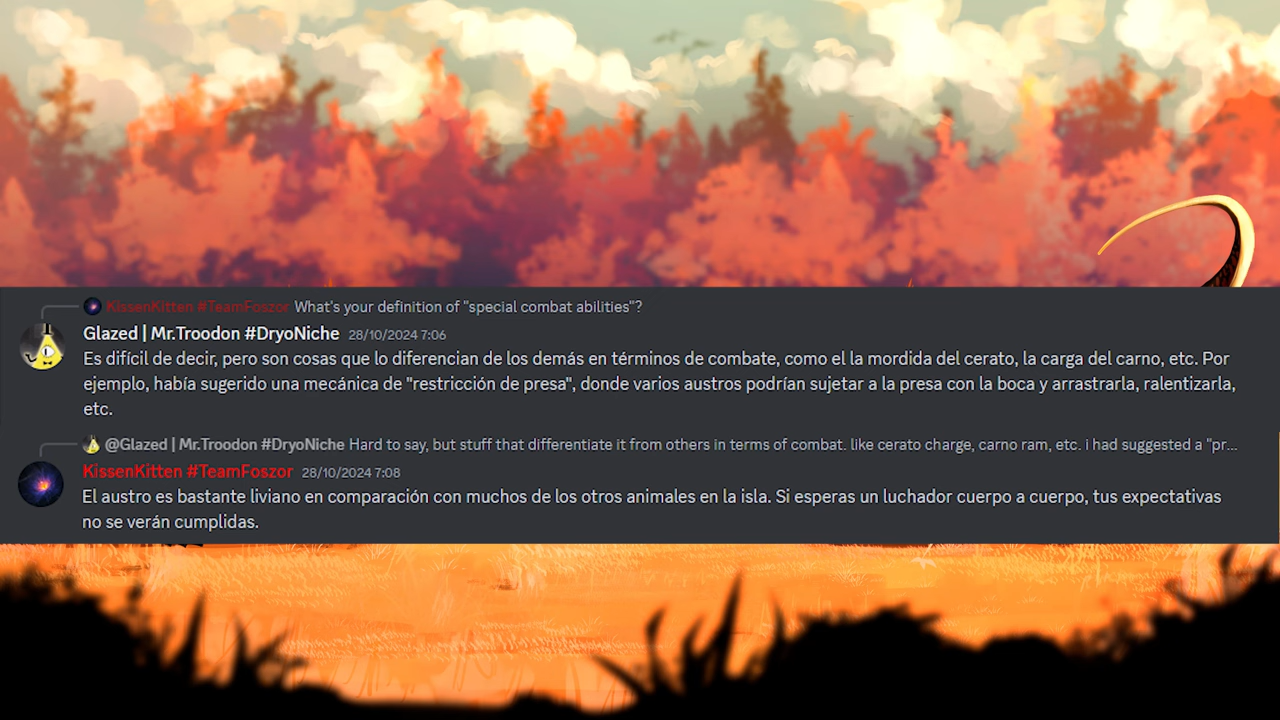 KissenKitten #TeamFoszor What's your definition of "special combat abilities"?
Glazed | Mr.Troodon #DryoNiche 28/10/2024 7:06
Es difícil de decir, pero son cosas que lo diferencian de los demás en términos de combate, como el la mordida del cerato, la carga del carno, etc. Por
ejemplo, había sugerido una mecánica de "restricción de presa", donde varios austros podrían sujetar a la presa con la boca y arrastrarla, ralentizarla,
etc.
@Glazed | Mr.Troodon #DryoNiche Hard to say, but stuff that differentiate it from others in terms of combat. like cerato charge, carno ram, etc. i had suggested a "pr...
KissenKitten #TeamFoszor 28/10/2024 7:08
El austro es bastante liviano en comparación con muchos de los otros animales en la isla. Si esperas un luchador cuerpo a cuerpo, tus expectativas
no se verán cumplidas.